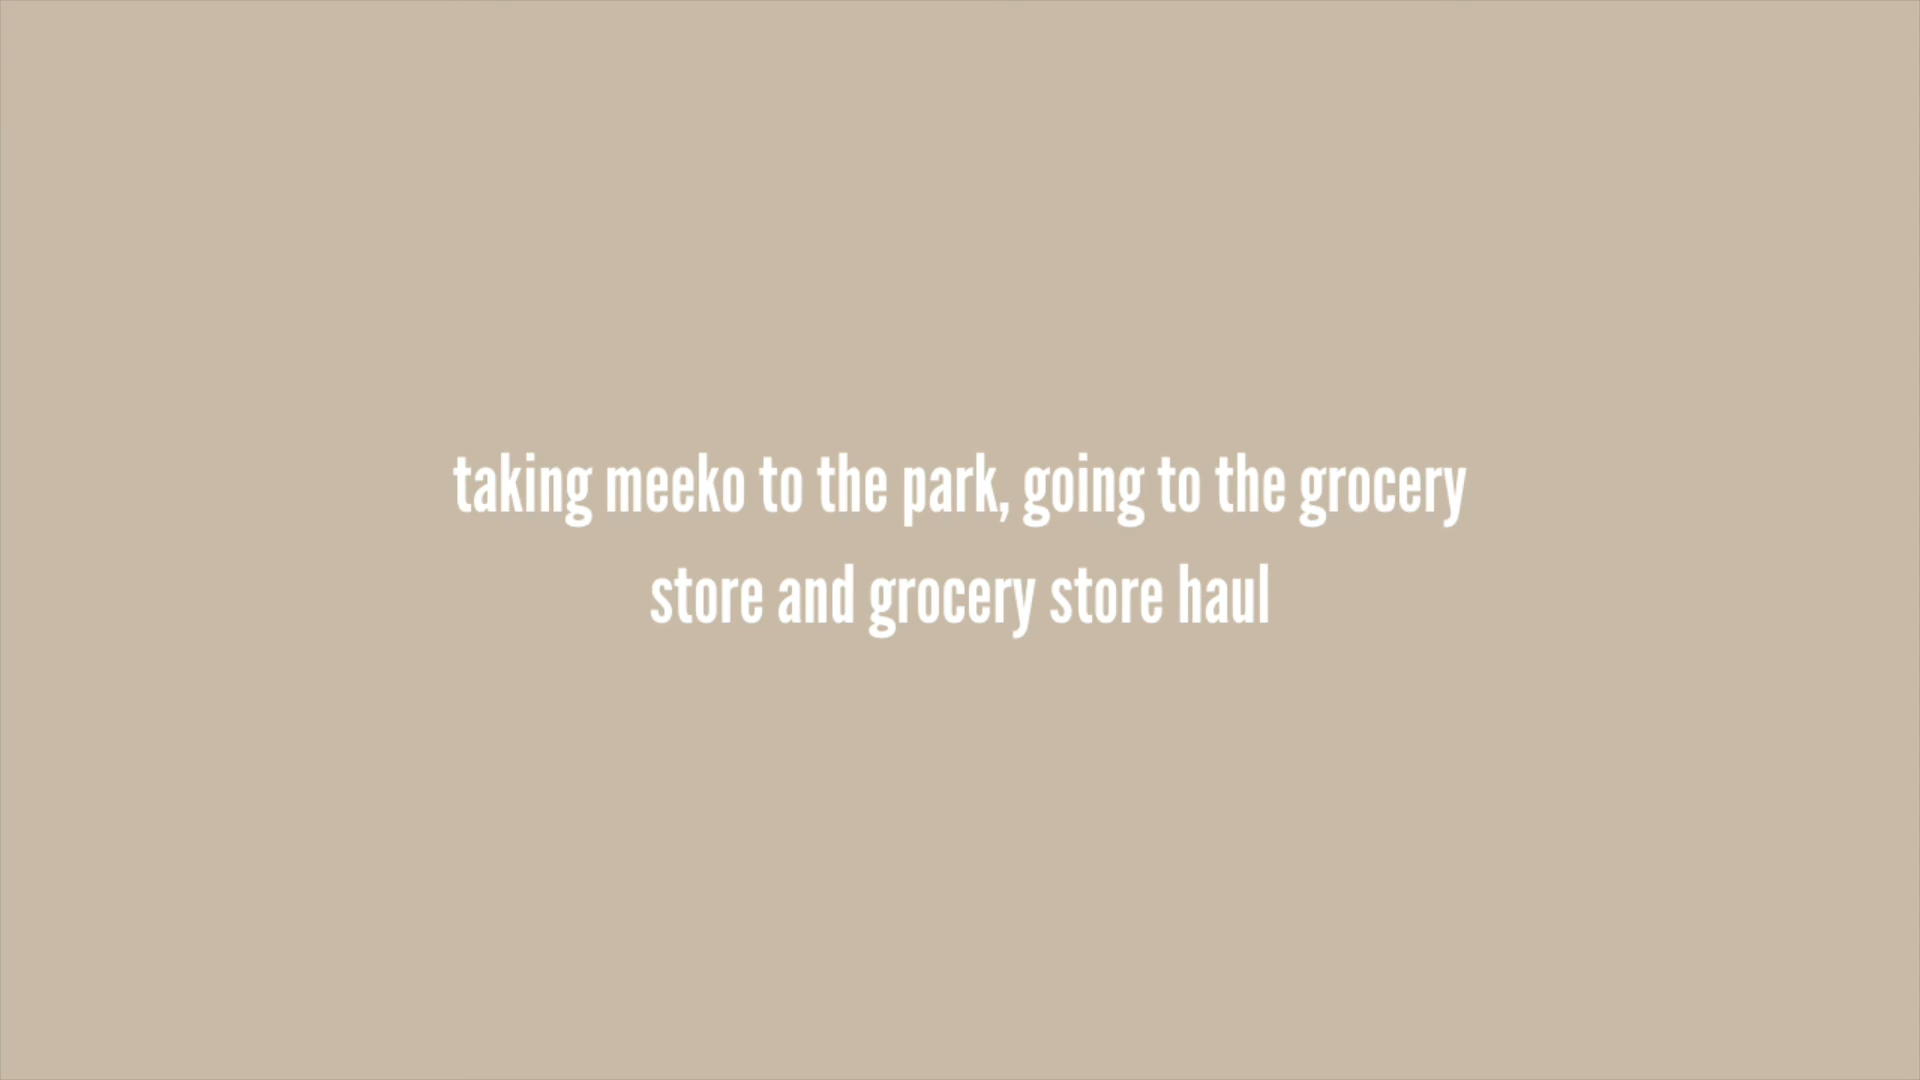 taking meeko to the park, going to the grocery
store and grocery store haul